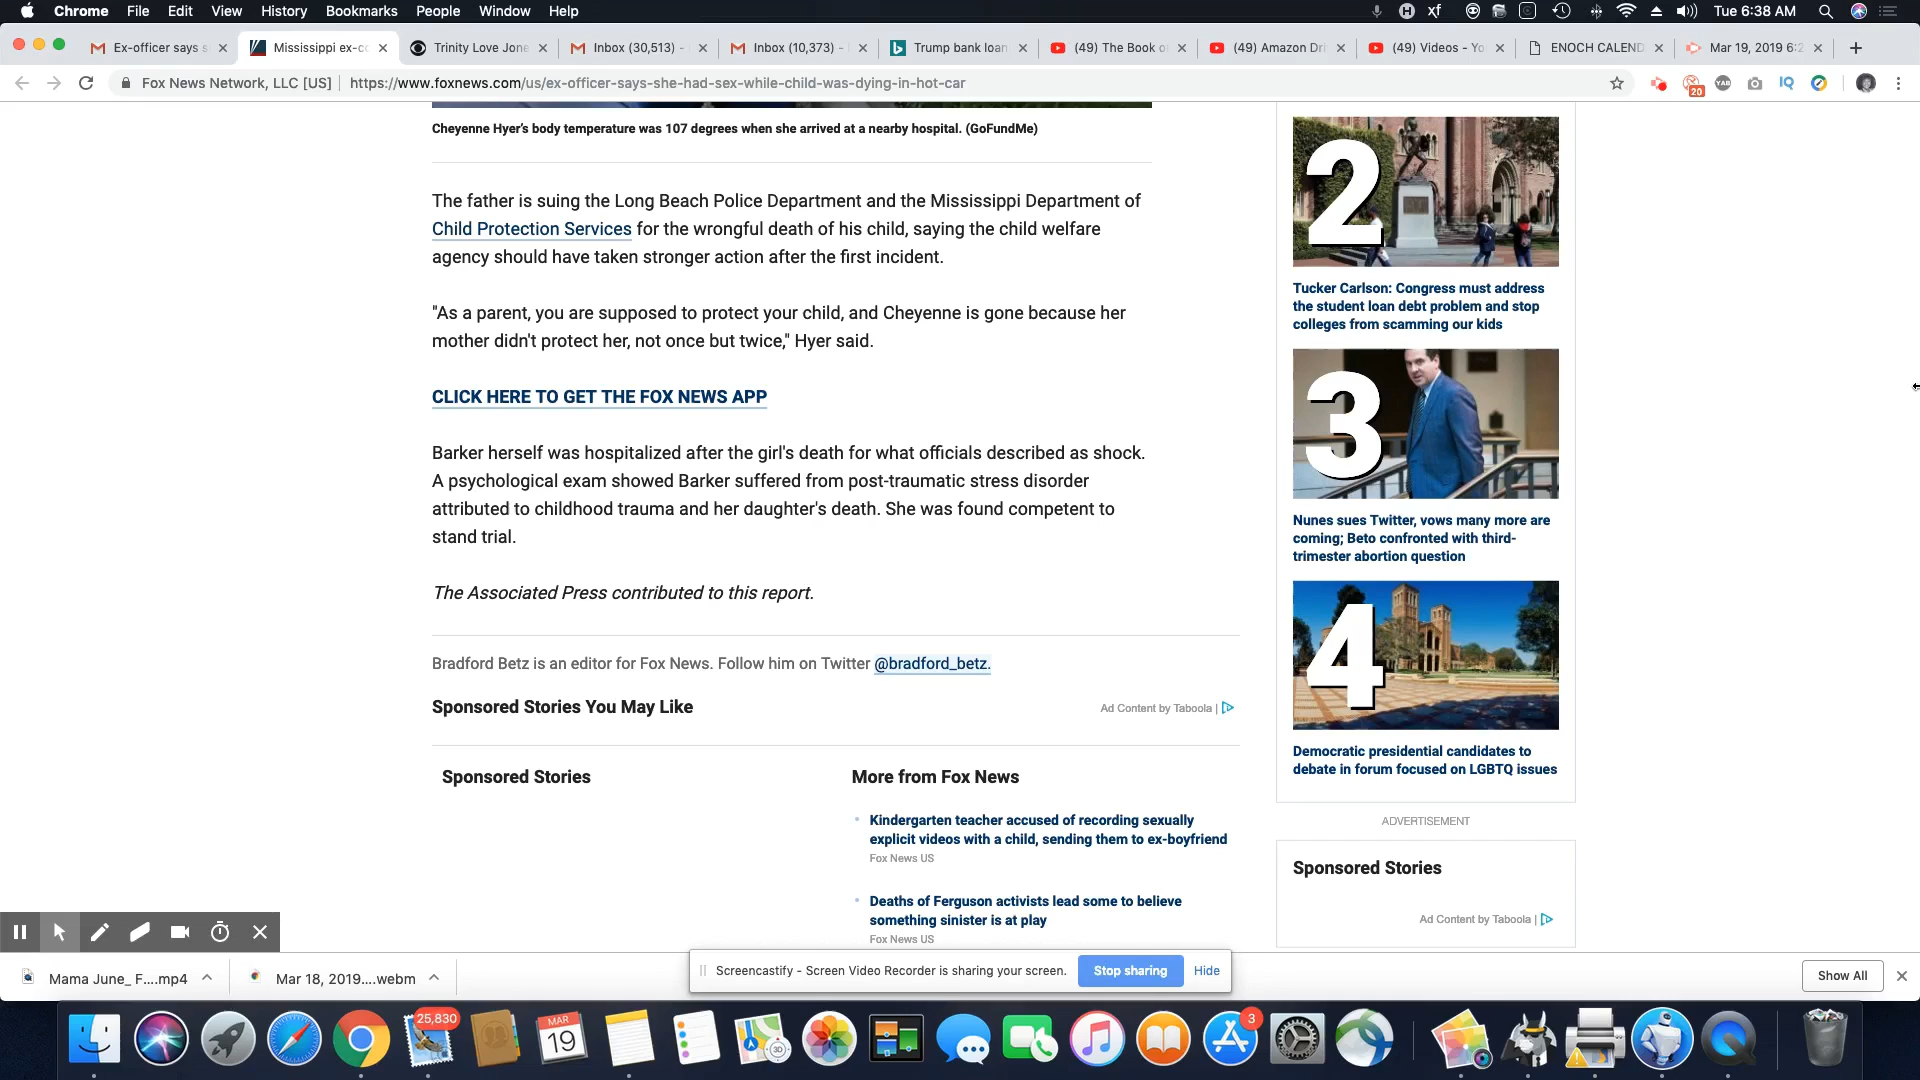 Chrome File Edit View History Bookmarks People Window Help
Tue 6:38 AM
Ex-officer says s
Mississippi ex-co
Trinity Love Jone
Inbox (30,513) -
Inbox (10,373) -
Trump bank loan
(49) The Book o
(49) Amazon Dri
(49) Videos - Yo
ENOCH CALEND
Mar 19, 2019 6:2
Fox News Network, LLC [US] | https://www.foxnews.com/us/ex-officer-says-she-had-sex-while-child-was-dying-in-hot-car
20
YAB
IQ
Cheyenne Hyer's body temperature was 107 degrees when she arrived at a nearby hospital. (GoFundMe)
The father is suing the Long Beach Police Department and the Mississippi Department of
Child Protection Services for the wrongful death of his child, saying the child welfare
agency should have taken stronger action after the first incident.
"As a parent, you are supposed to protect your child, and Cheyenne is gone because her
mother didn't protect her, not once but twice," Hyer said.
CLICK HERE TO GET THE FOX NEWS APP
Barker herself was hospitalized after the girl's death for what officials described as shock.
A psychological exam showed Barker suffered from post-traumatic stress disorder
attributed to childhood trauma and her daughter's death. She was found competent to
stand trial.
The Associated Press contributed to this report.
Bradford Betz is an editor for Fox News. Follow him on Twitter @bradford_betz.
Sponsored Stories You May Like
Ad Content by Taboola |
Sponsored Stories
More from Fox News
Kindergarten teacher accused of recording sexually
explicit videos with a child, sending them to ex-boyfriend
Fox News US
Deaths of Ferguson activists lead some to believe
something sinister is at play
Fox News US
2
Tucker Carlson: Congress must address
the student loan debt problem and stop
colleges from scamming our kids
3
Nunes sues Twitter, vows many more are
coming; Beto confronted with third-
trimester abortion question
4
Democratic presidential candidates to
debate in forum focused on LGBTQ issues
ADVERTISEMENT
Sponsored Stories
Ad Content by Taboola |
Screencastify - Screen Video Recorder is sharing your screen.
Stop sharing
Hide
Mama June_ F....mp4
Mar 18, 2019....webm
Show All
25,830
MAR
19
3D
3